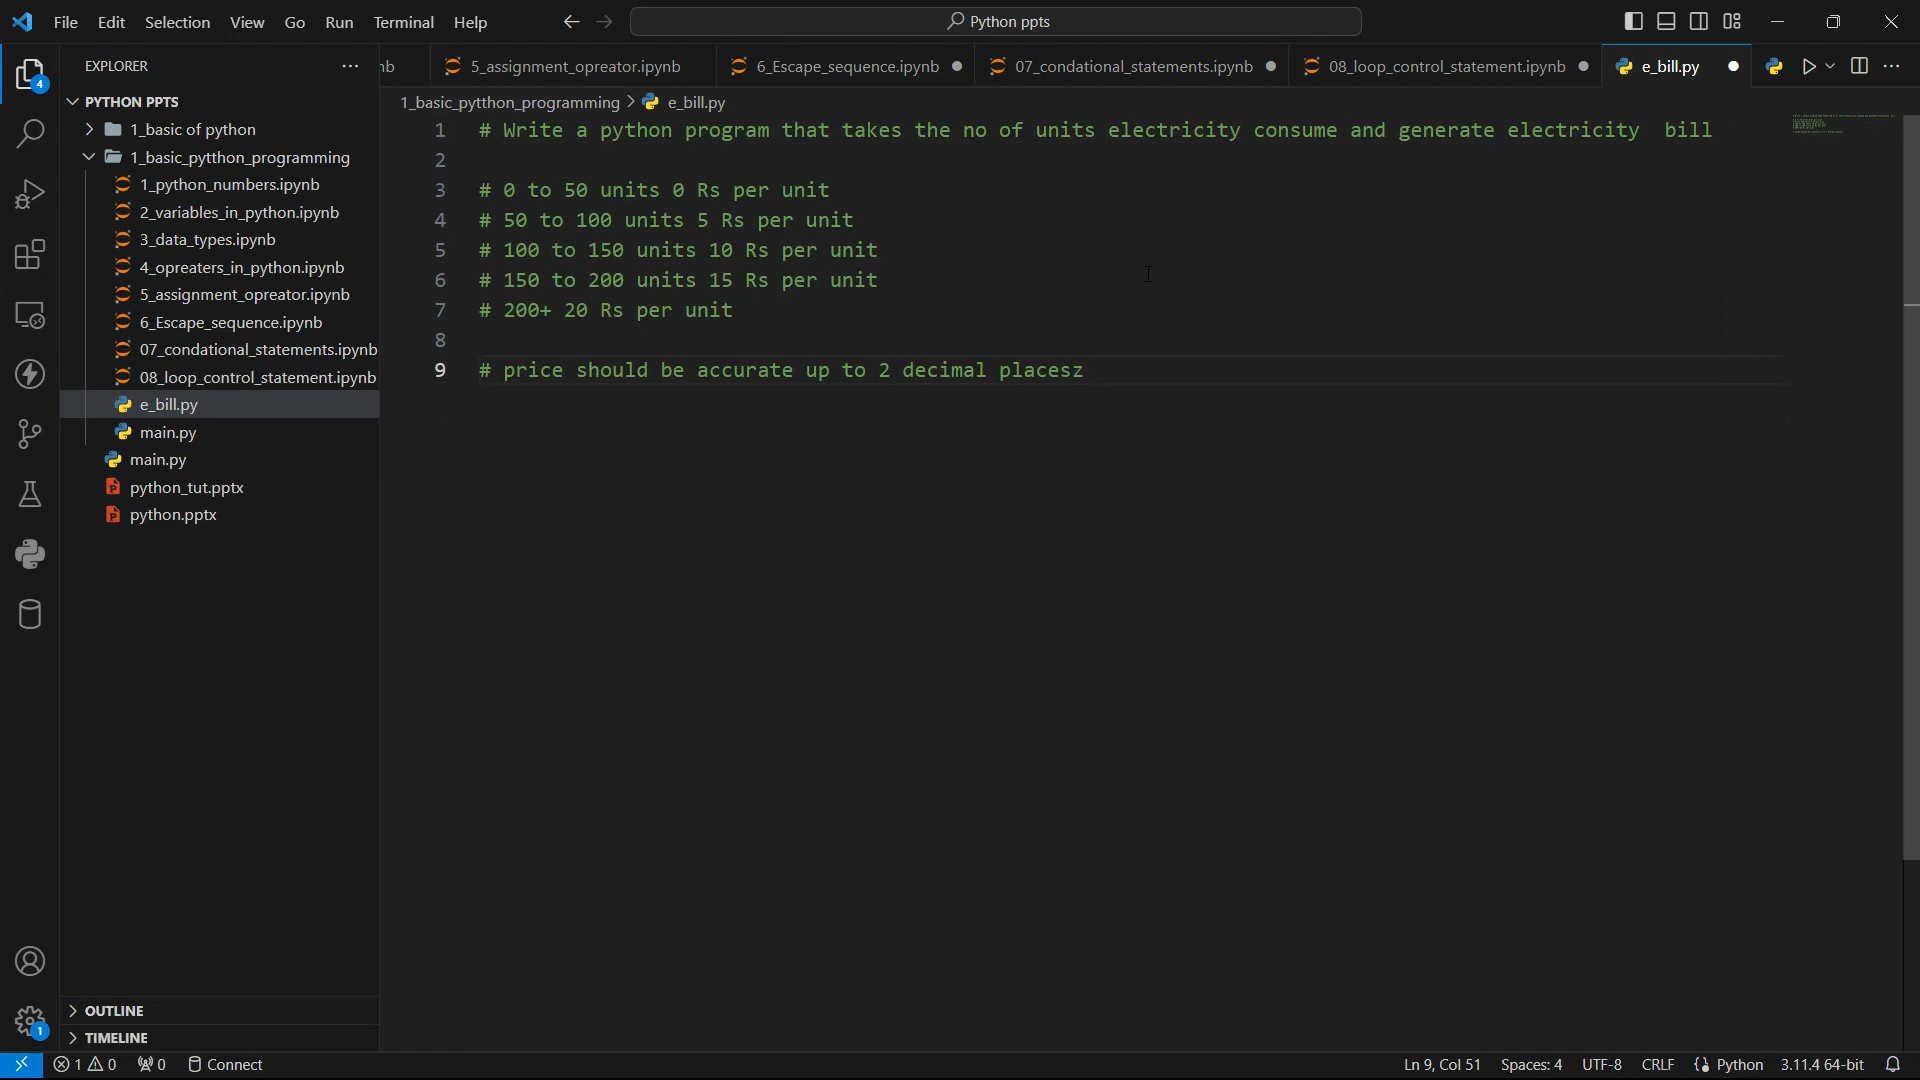 File Edit Selection View Go Run Terminal Help Python ppts
EXPLORER
nb 5_assignment_opreator.ipynb 6_Escape_sequence.ipynb 07_condational_statements.ipynb 08_loop_control_statement.ipynb e_bill.py
PYTHON PPTS
1_basic of python
1_basic_pytthon_programming
1_python_numbers.ipynb
2_variables_in_python.ipynb
3_data_types.ipynb
4_opreaters_in_python.ipynb
5_assignment_opreator.ipynb
6_Escape_sequence.ipynb
07_condational_statements.ipynb
08_loop_control_statement.ipynb
e_bill.py
main.py
main.py
python_tut.pptx
python.pptx
OUTLINE
TIMELINE
4
1
1_basic_pytthon_programming > e_bill.py
1 # Write a python program that takes the no of units electricity consume and generate electricity  bill
2
3 # 0 to 50 units 0 Rs per unit
4 # 50 to 100 units 5 Rs per unit
5 # 100 to 150 units 10 Rs per unit
6 # 150 to 200 units 15 Rs per unit
7 # 200+ 20 Rs per unit
8
9 # price should be accurate up to 2 decimal placesz
1 0 0 Connect Ln 9, Col 51 Spaces: 4 UTF-8 CRLF Python 3.11.4 64-bit